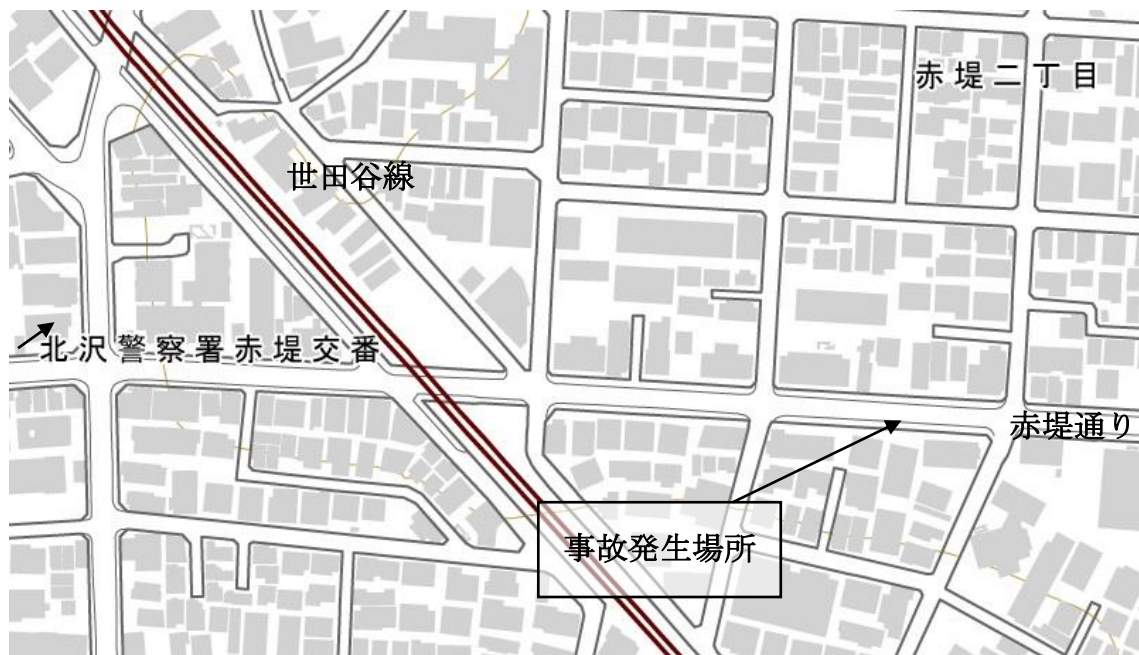 赤堤二丁目
世田谷線
北沢警察署赤堤交番
赤堤通り
事故発生場所